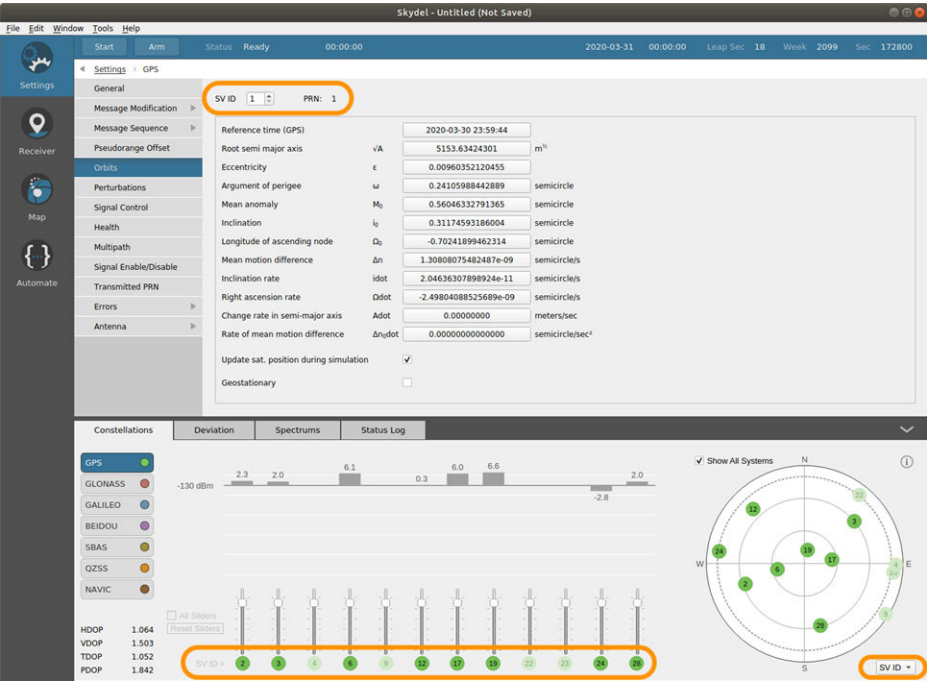 Skydel - Untitled (Not Saved)
File Edit Window Tools Help
Start Arm Status Ready 00:00:00 2020-03-31 00:00:00 Leap Sec 18 Week 2099 Sec 172800
Settings > GPS
Settings
Receiver
Map
Automate
General
Message Modification
Message Sequence
Pseudorange Offset
Orbits
Perturbations
Signal Control
Health
Multipath
Signal Enable/Disable
Transmitted PRN
Errors
Antenna
SV ID 1 PRN: 1
Reference time (GPS) 2020-03-30 23:59:44
Root semi major axis √A 5153.63424301 m½
Eccentricity ε 0.00960352120455
Argument of perigee ω 0.24105988442889 semicircle
Mean anomaly M₀ 0.56046332791365 semicircle
Inclination i₀ 0.31174593186004 semicircle
Longitude of ascending node Ω₀ -0.70241899462314 semicircle
Mean motion difference Δn 1.30808075482487e-09 semicircle/s
Inclination rate idot 2.04636307898924e-11 semicircle/s
Right ascension rate Ωdot -2.49804088525689e-09 semicircle/s
Change rate in semi-major axis Adot 0.00000000 meters/sec
Rate of mean motion difference Δn₀dot 0.00000000000000 semicircle/sec²
Update sat. position during simulation
Geostationary
Constellations Deviation Spectrums Status Log
GPS
GLONASS
GALILEO
BEIDOU
SBAS
QZSS
NAVIC
HDOP 1.064
VDOP 1.503
TDOP 1.052
PDOP 1.842
-130 dBm 2.3 2.0 6.1 0.3 6.0 6.6 -2.8 2.0
All Sliders
Reset Sliders
SV ID > 2 3 4 6 9 12 17 19 22 23 24 28
Show All Systems
N
22
12
3
24
19
17
W
6
4
E
2
9
28
S
SV ID